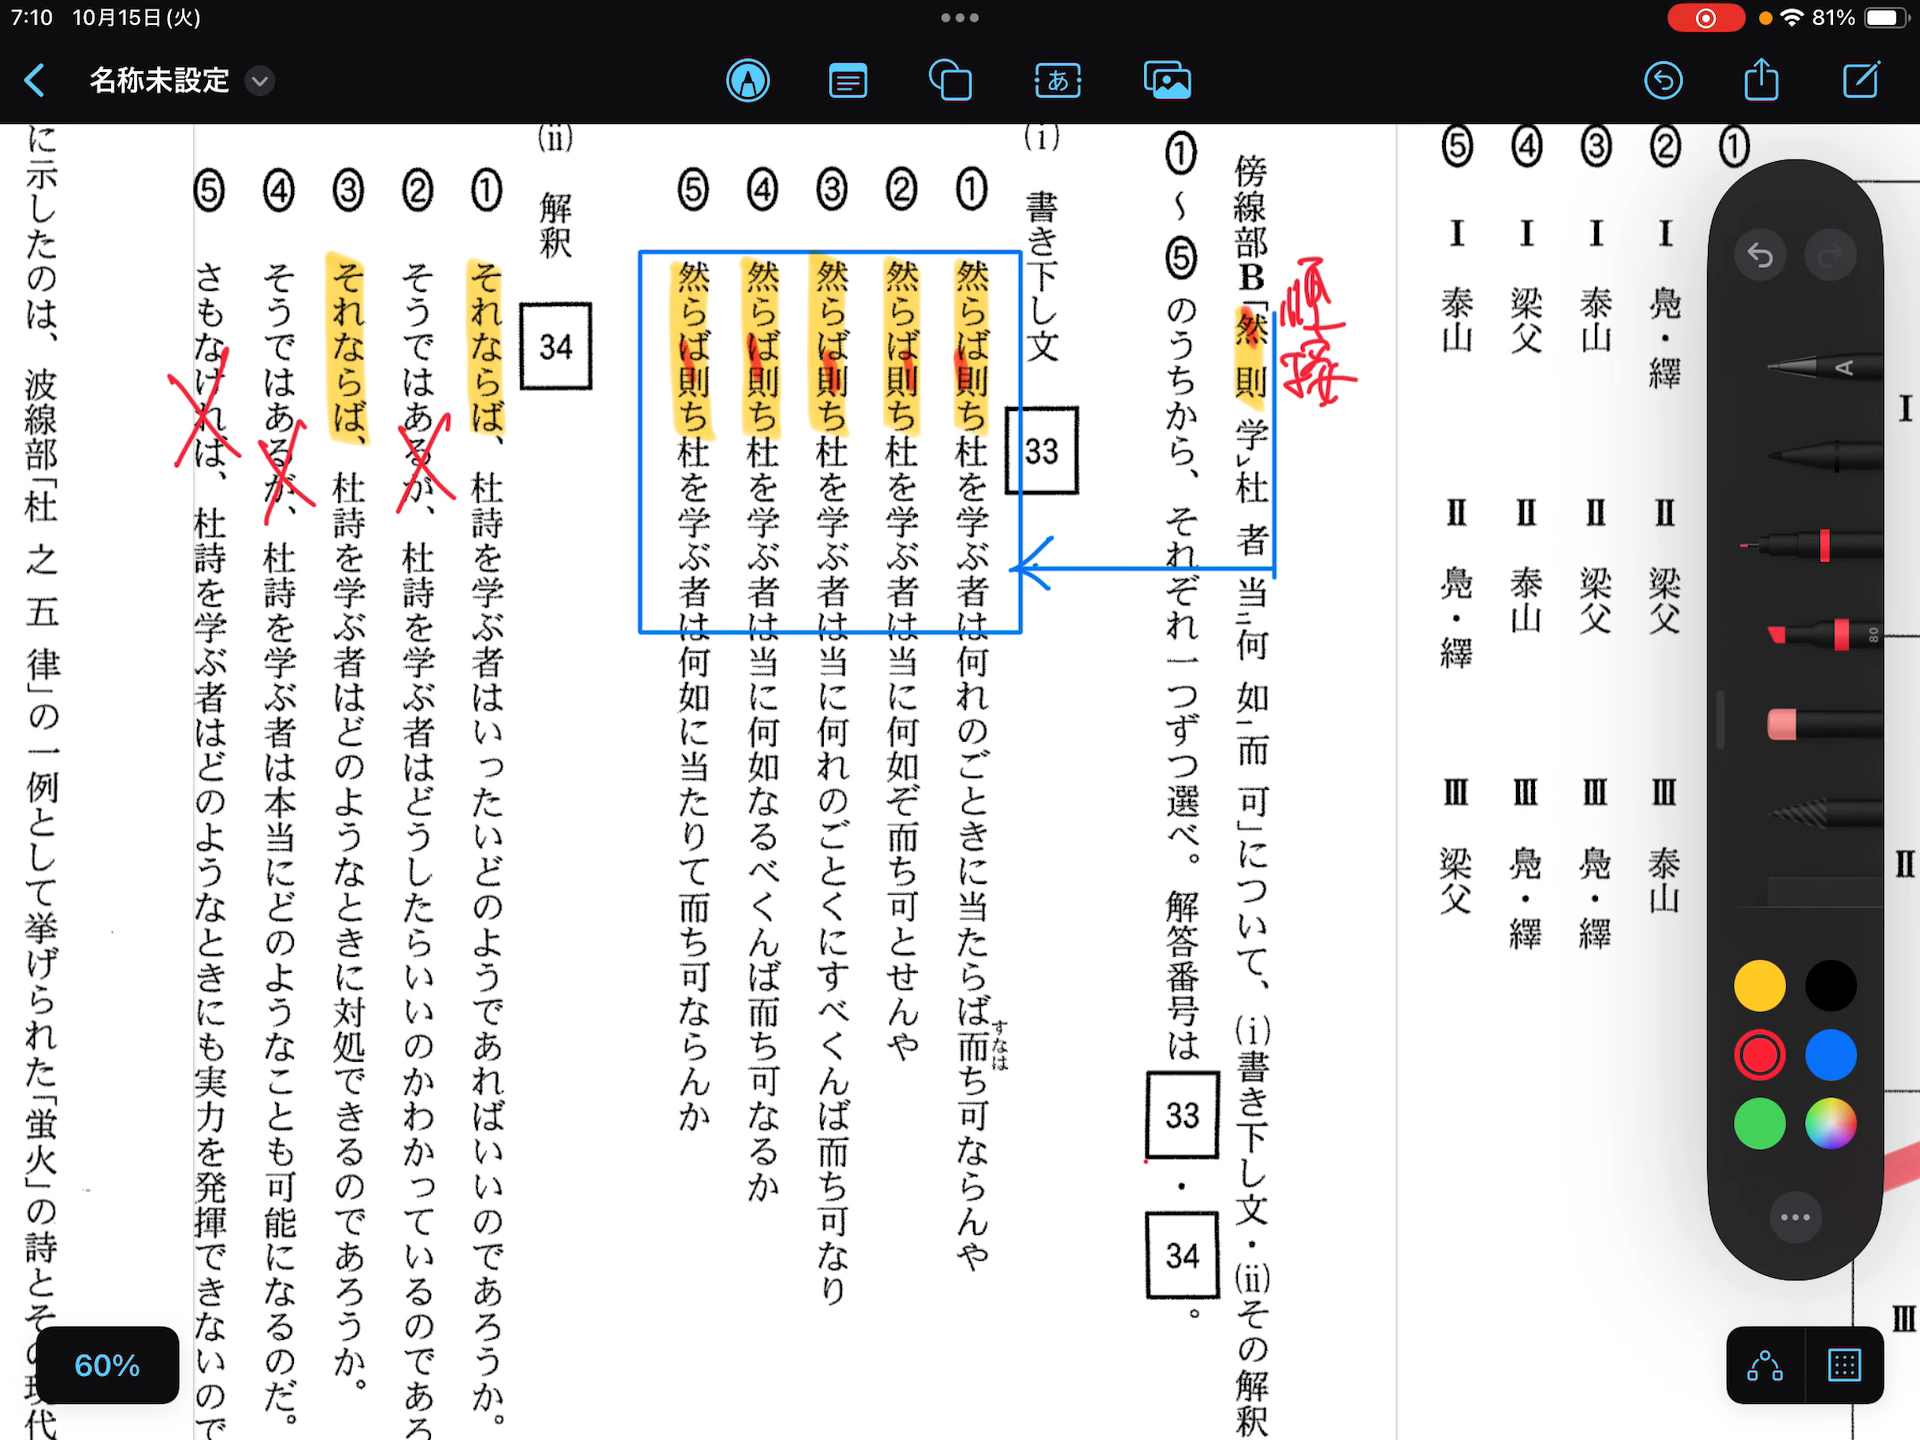 7:10 10月15日(火)
81%
名称未設定
あ
①
② Ⅰ 鳧・繹 Ⅱ 梁父 Ⅲ 泰山
③ Ⅰ 泰山 Ⅱ 梁父 Ⅲ 鳧・繹
④ Ⅰ 梁父 Ⅱ 泰山 Ⅲ 鳧・繹
⑤ Ⅰ 泰山 Ⅱ 鳧・繹 Ⅲ 梁父
Ⅰ
Ⅱ
Ⅲ
順接
傍線部B「然則学レ杜者当ニ何如ー而可」について、(i)書き下し文・(ii)その解釈
①~⑤のうちから、それぞれ一つずつ選べ。解答番号は 33 ・ 34 。
(i) 書き下し文 33
① 然らば則ち杜を学ぶ者は何れのごときに当たらば而ち可ならんや
すなは
② 然らば則ち杜を学ぶ者は当に何如ぞ而ち可とせんや
③ 然らば則ち杜を学ぶ者は当に何れのごとくにすべくんば而ち可なり
④ 然らば則ち杜を学ぶ者は当に何如なるべくんば而ち可なるか
⑤ 然らば則ち杜を学ぶ者は何如に当たりて而ち可ならんか
(ii) 解釈 34
① それならば、杜詩を学ぶ者はいったいどのようであればいいのであろうか。
② そうではあるが、杜詩を学ぶ者はどうしたらいいのかわかっているのであろ
③ それならば、杜詩を学ぶ者はどのようなときに対処できるのであろうか。
④ そうではあるが、杜詩を学ぶ者は本当にどのようなことも可能になるのだ。
⑤ さもなければ、杜詩を学ぶ者はどのようなときにも実力を発揮できないので
に示したのは、波線部「杜之五律」の一例として挙げられた「蛍火」の詩とその現代
60%
A
80